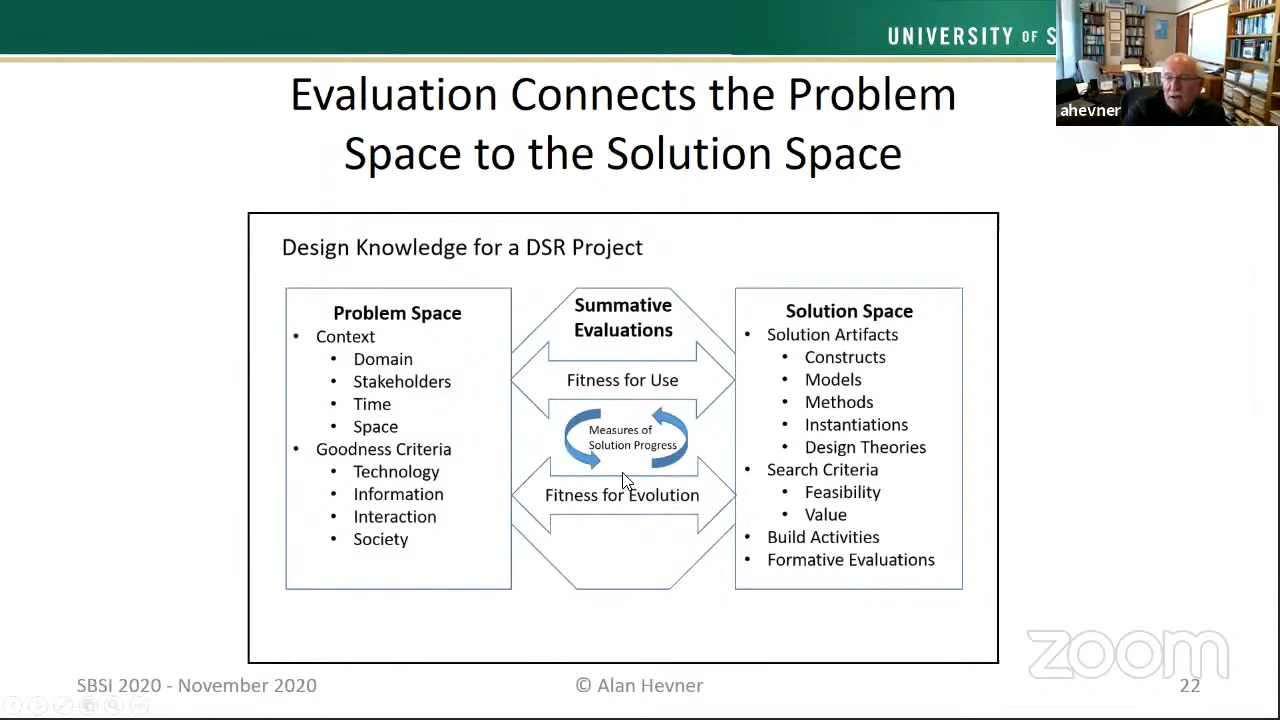 UNIVERSITY OF S
ahevner
Evaluation Connects the Problem
Space to the Solution Space
Design Knowledge for a DSR Project
Problem Space
• Context
• Domain
• Stakeholders
• Time
• Space
• Goodness Criteria
• Technology
• Information
• Interaction
• Society
Summative
Evaluations
Fitness for Use
Measures of
Solution Progress
Fitness for Evolution
Solution Space
• Solution Artifacts
• Constructs
• Models
• Methods
• Instantiations
• Design Theories
• Search Criteria
• Feasibility
• Value
• Build Activities
• Formative Evaluations
zoom
SBSI 2020 - November 2020
© Alan Hevner
22